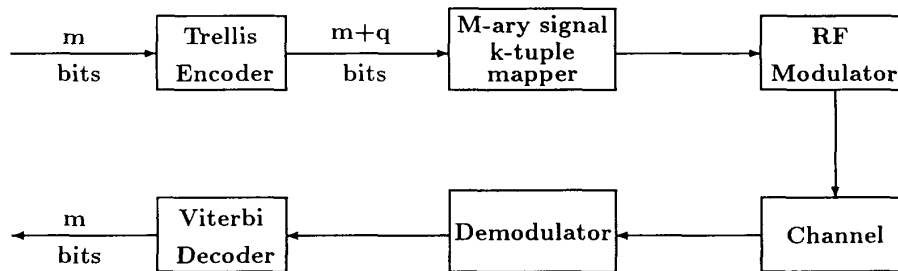 m
bits
Trellis
Encoder
m+q
bits
M-ary signal
k-tuple
mapper
RF
Modulator
m
bits
Viterbi
Decoder
Demodulator
Channel